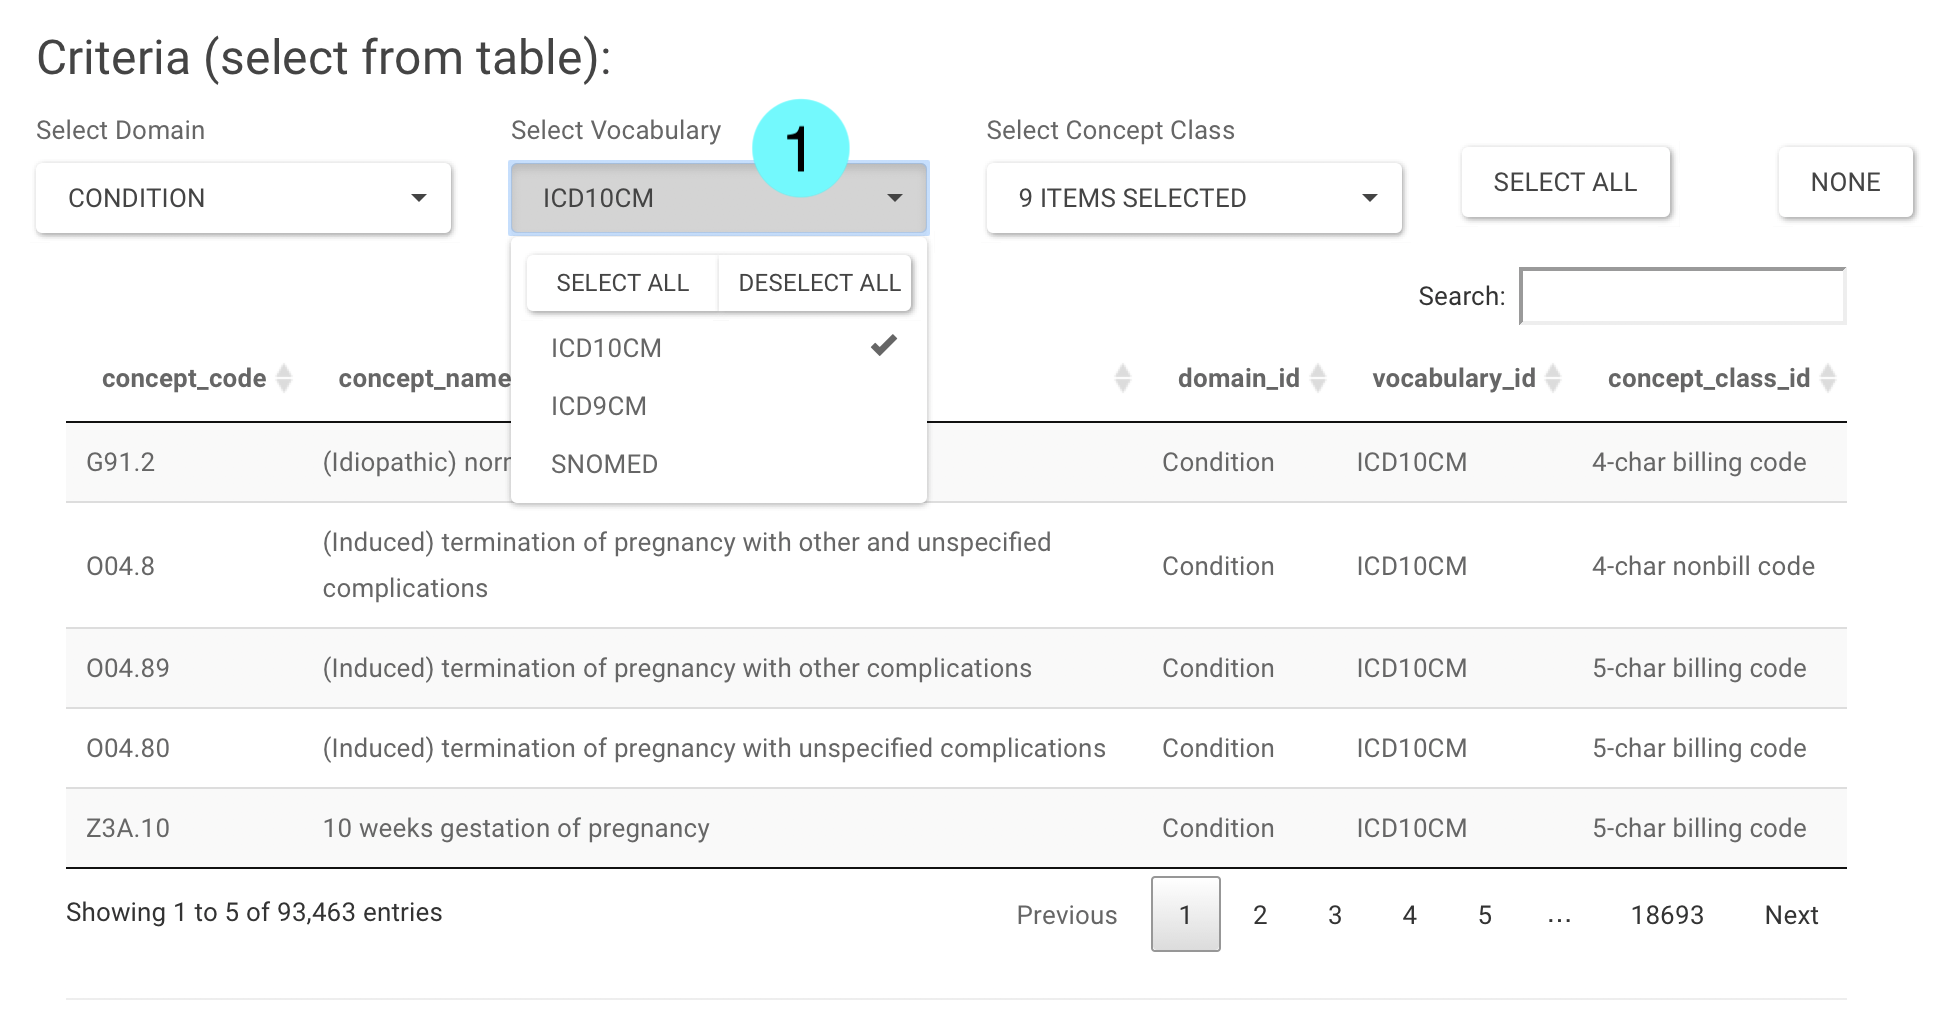 Criteria (select from table):
Select Domain
Select Vocabulary
1
Select Concept Class
CONDITION
ICD10CM
9 ITEMS SELECTED
SELECT ALL
NONE
SELECT ALL
DESELECT ALL
ICD10CM
ICD9CM
SNOMED
Search:
concept_code concept_name domain_id vocabulary_id concept_class_id
G91.2 (Idiopathic) Condition ICD10CM 4-char billing code
O04.8 (Induced) termination of pregnancy with other and unspecified
complications Condition ICD10CM 4-char nonbill code
O04.89 (Induced) termination of pregnancy with other complications Condition ICD10CM 5-char billing code
O04.80 (Induced) termination of pregnancy with unspecified complications Condition ICD10CM 5-char billing code
Z3A.10 10 weeks gestation of pregnancy Condition ICD10CM 5-char billing code
Showing 1 to 5 of 93,463 entries
Previous 1 2 3 4 5 ... 18693 Next